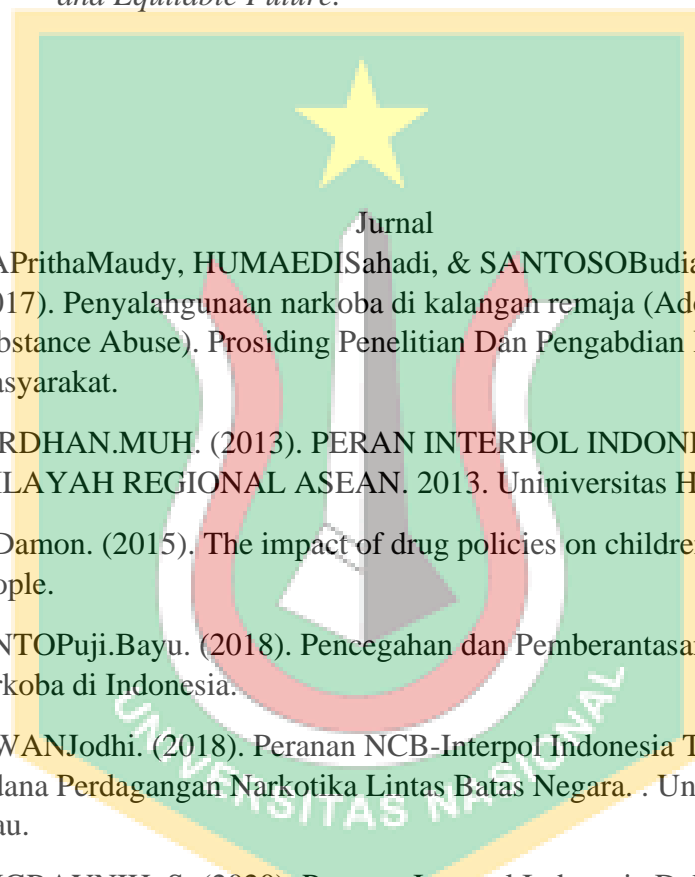 and Equitable Future.
Jurnal
APrithaMaudy, HUMAEDISahadi, & SANTOSOBudia
017). Penyalahgunaan narkoba di kalangan remaja (Ado
bstance Abuse). Prosiding Penelitian Dan Pengabdian
asyarakat.
RDHAN.MUH. (2013). PERAN INTERPOL INDONE
ILAYAH REGIONAL ASEAN. 2013. Uniniversitas H
Damon. (2015). The impact of drug policies on children
ople.
NTOPuji.Bayu. (2018). Pencegahan dan Pemberantasan
rkoba di Indonesia.
WANJodhi. (2018). Peranan NCB-Interpol Indonesia T
dana Perdagangan Narkotika Lintas Batas Negara. . Un
au.
UNIVERSITAS NASIONAL